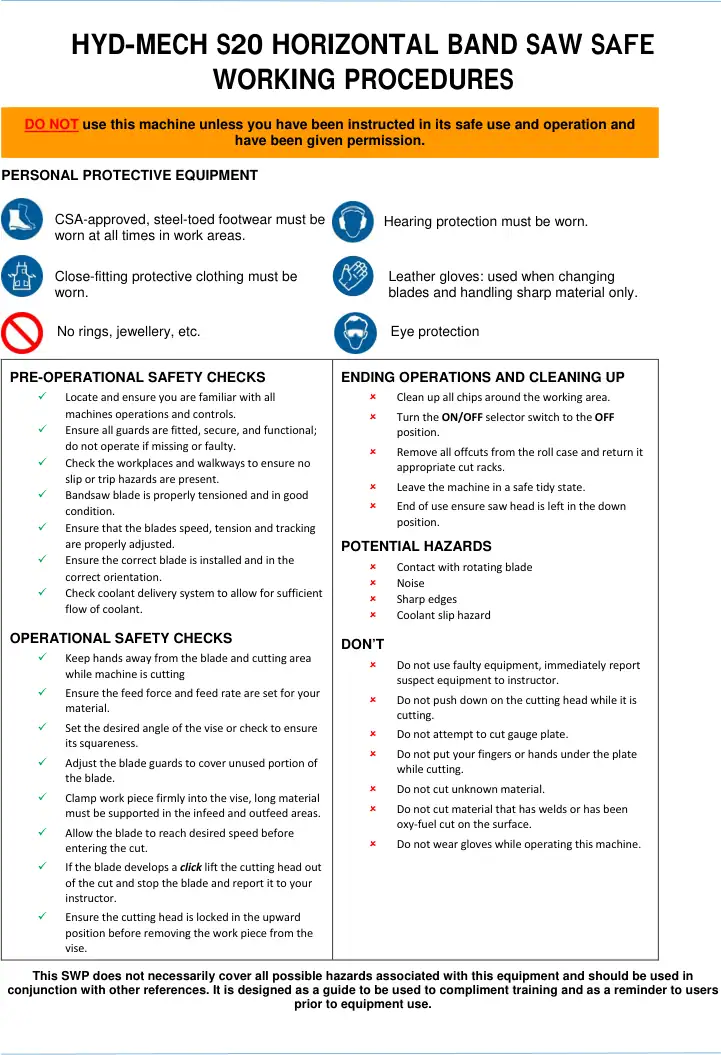 HYD-MECH S20 HORIZONTAL BAND SAW SAFE
WORKING PROCEDURES
DO NOT use this machine unless you have been instructed in its safe use and operation and
have been given permission.
PERSONAL PROTECTIVE EQUIPMENT
CSA-approved, steel-toed footwear must be
worn at all times in work areas.
Hearing protection must be worn.
Close-fitting protective clothing must be
worn.
Leather gloves: used when changing
blades and handling sharp material only.
No rings, jewellery, etc.
Eye protection
PRE-OPERATIONAL SAFETY CHECKS
✓ Locate and ensure you are familiar with all
machines operations and controls.
✓ Ensure all guards are fitted, secure, and functional;
do not operate if missing or faulty.
✓ Check the workplaces and walkways to ensure no
slip or trip hazards are present.
✓ Bandsaw blade is properly tensioned and in good
condition.
✓ Ensure that the blades speed, tension and tracking
are properly adjusted.
✓ Ensure the correct blade is installed and in the
correct orientation.
✓ Check coolant delivery system to allow for sufficient
flow of coolant.
OPERATIONAL SAFETY CHECKS
✓ Keep hands away from the blade and cutting area
while machine is cutting
✓ Ensure the feed force and feed rate are set for your
material.
✓ Set the desired angle of the vise or check to ensure
its squareness.
✓ Adjust the blade guards to cover unused portion of
the blade.
✓ Clamp work piece firmly into the vise, long material
must be supported in the infeed and outfeed areas.
✓ Allow the blade to reach desired speed before
entering the cut.
✓ If the blade develops a click lift the cutting head out
of the cut and stop the blade and report it to your
instructor.
✓ Ensure the cutting head is locked in the upward
position before removing the work piece from the
vise.
ENDING OPERATIONS AND CLEANING UP
× Clean up all chips around the working area.
× Turn the ON/OFF selector switch to the OFF
position.
× Remove all offcuts from the roll case and return it
appropriate cut racks.
× Leave the machine in a safe tidy state.
× End of use ensure saw head is left in the down
position.
POTENTIAL HAZARDS
× Contact with rotating blade
× Noise
× Sharp edges
× Coolant slip hazard
DON'T
× Do not use faulty equipment, immediately report
suspect equipment to instructor.
× Do not push down on the cutting head while it is
cutting.
× Do not attempt to cut gauge plate.
× Do not put your fingers or hands under the plate
while cutting.
× Do not cut unknown material.
× Do not cut material that has welds or has been
oxy-fuel cut on the surface.
× Do not wear gloves while operating this machine.
This SWP does not necessarily cover all possible hazards associated with this equipment and should be used in
conjunction with other references. It is designed as a guide to be used to compliment training and as a reminder to users
prior to equipment use.